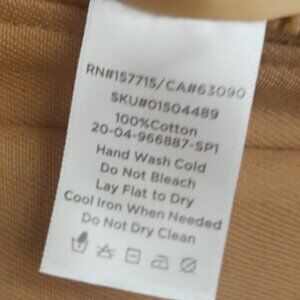 RN#157715/CA#63090
SKU#01504489
100%Cotton
20-04-966887-SP1
Hand Wash Cold
Do Not Bleach
Lay Flat to Dry
Cool Iron When Needed
Do Not Dry Clean